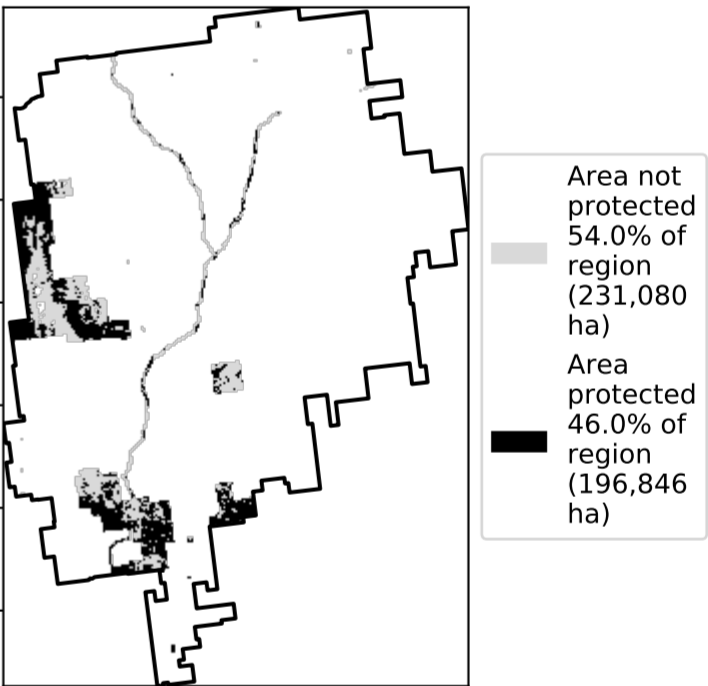 Area not
protected
54.0% of
region
(231,080
ha)
Area
protected
46.0% of
region
(196,846
ha)